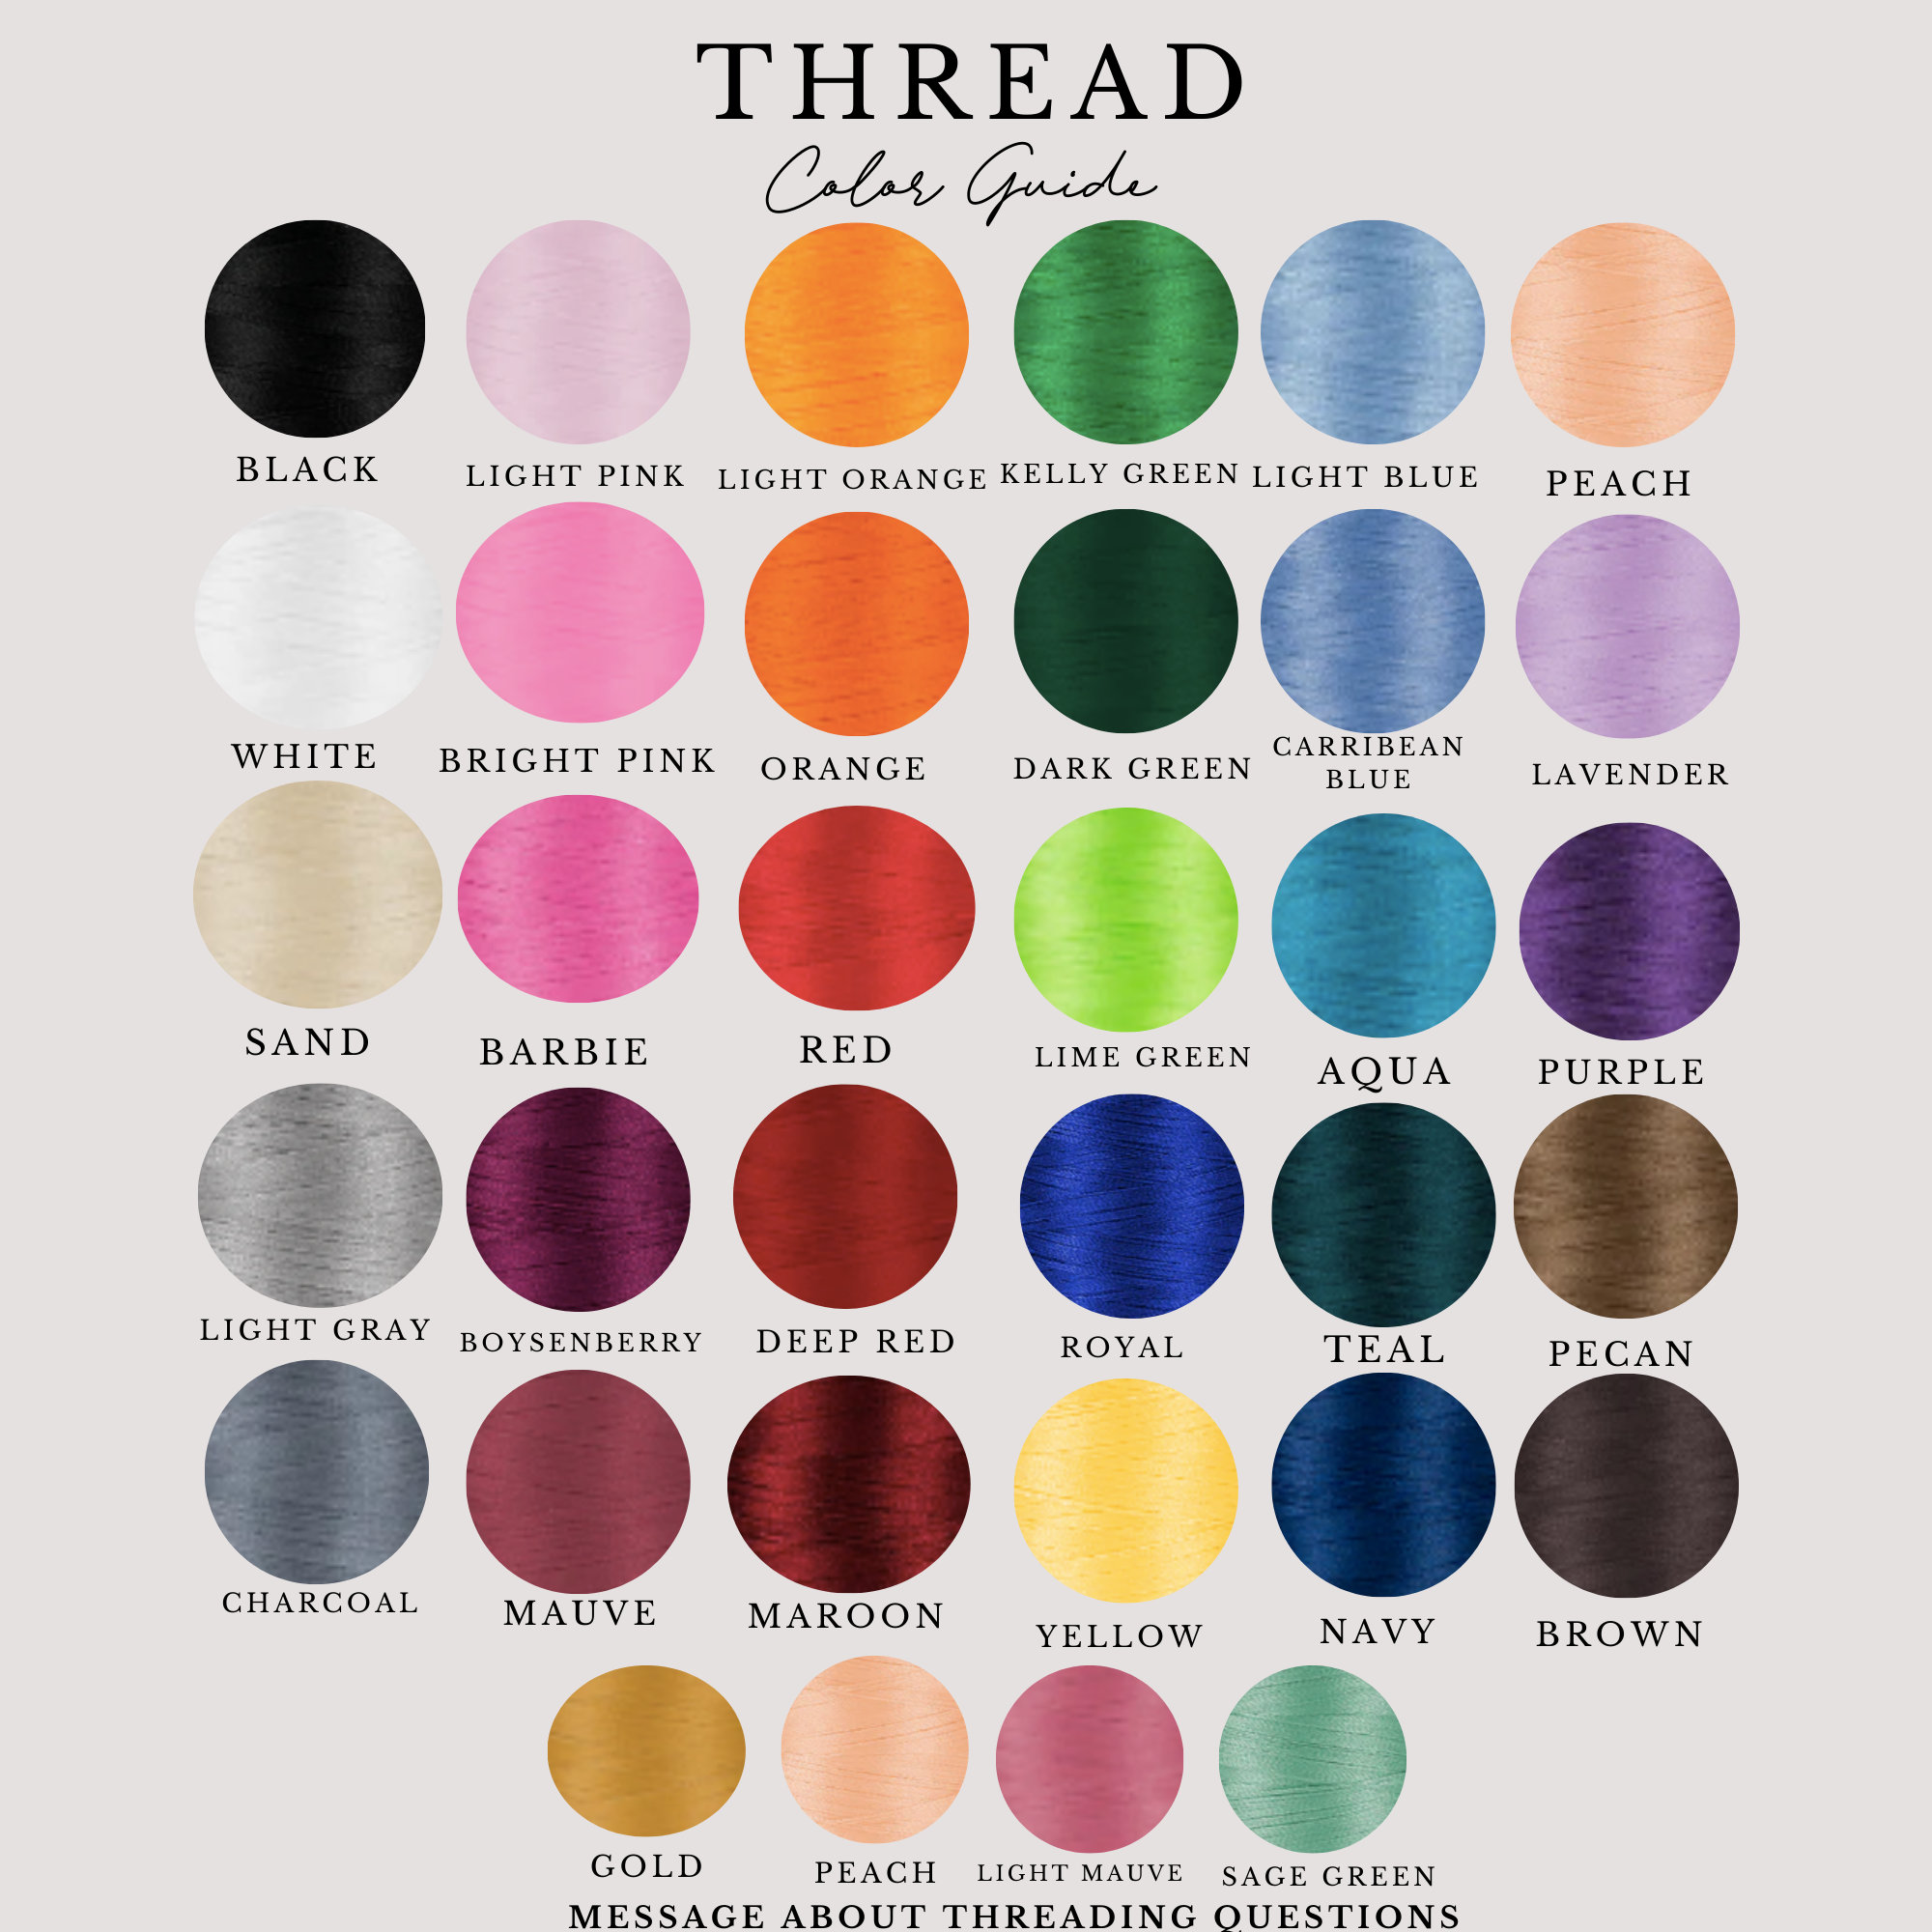 THREAD
Color Guide
BLACK
LIGHT PINK
LIGHT ORANGE
KELLY GREEN
LIGHT BLUE
PEACH
WHITE
BRIGHT PINK
ORANGE
DARK GREEN
CARRIBEAN
BLUE
LAVENDER
SAND
BARBIE
RED
LIME GREEN
AQUA
PURPLE
LIGHT GRAY
BOYSENBERRY
DEEP RED
ROYAL
TEAL
PECAN
CHARCOAL
MAUVE
MAROON
YELLOW
NAVY
BROWN
GOLD
PEACH
LIGHT MAUVE
SAGE GREEN
MESSAGE ABOUT THREADING QUESTIONS